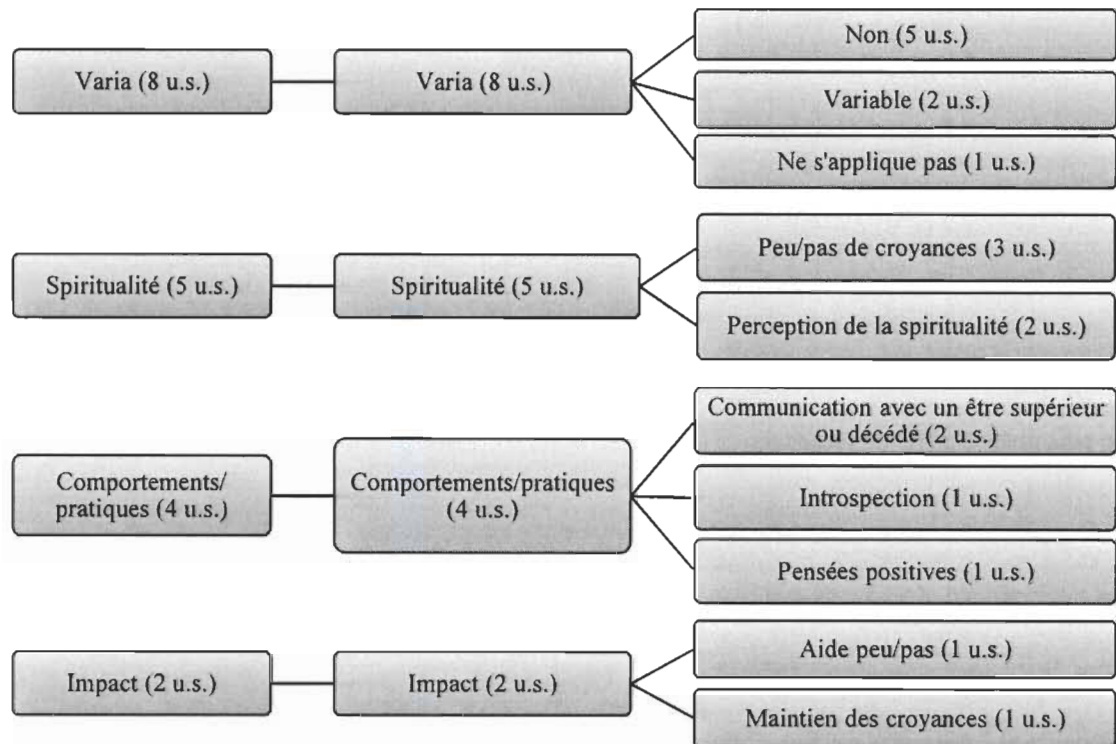 Varia (8 u.s.)
Varia (8 u.s.)
Non (5 u.s.)
Variable (2 u.s.)
Ne s'applique pas (1 u.s.)
Spiritualité (5 u.s.)
Spiritualité (5 u.s.)
Peu/pas de croyances (3 u.s.)
Perception de la spiritualité (2 u.s.)
Comportements/
pratiques (4 u.s.)
Comportements/pratiques
(4 u.s.)
Communication avec un être supérieur
ou décédé (2 u.s.)
Introspection (1 u.s.)
Pensées positives (1 u.s.)
Impact (2 u.s.)
Impact (2 u.s.)
Aide peu/pas (1 u.s.)
Maintien des croyances (1 u.s.)